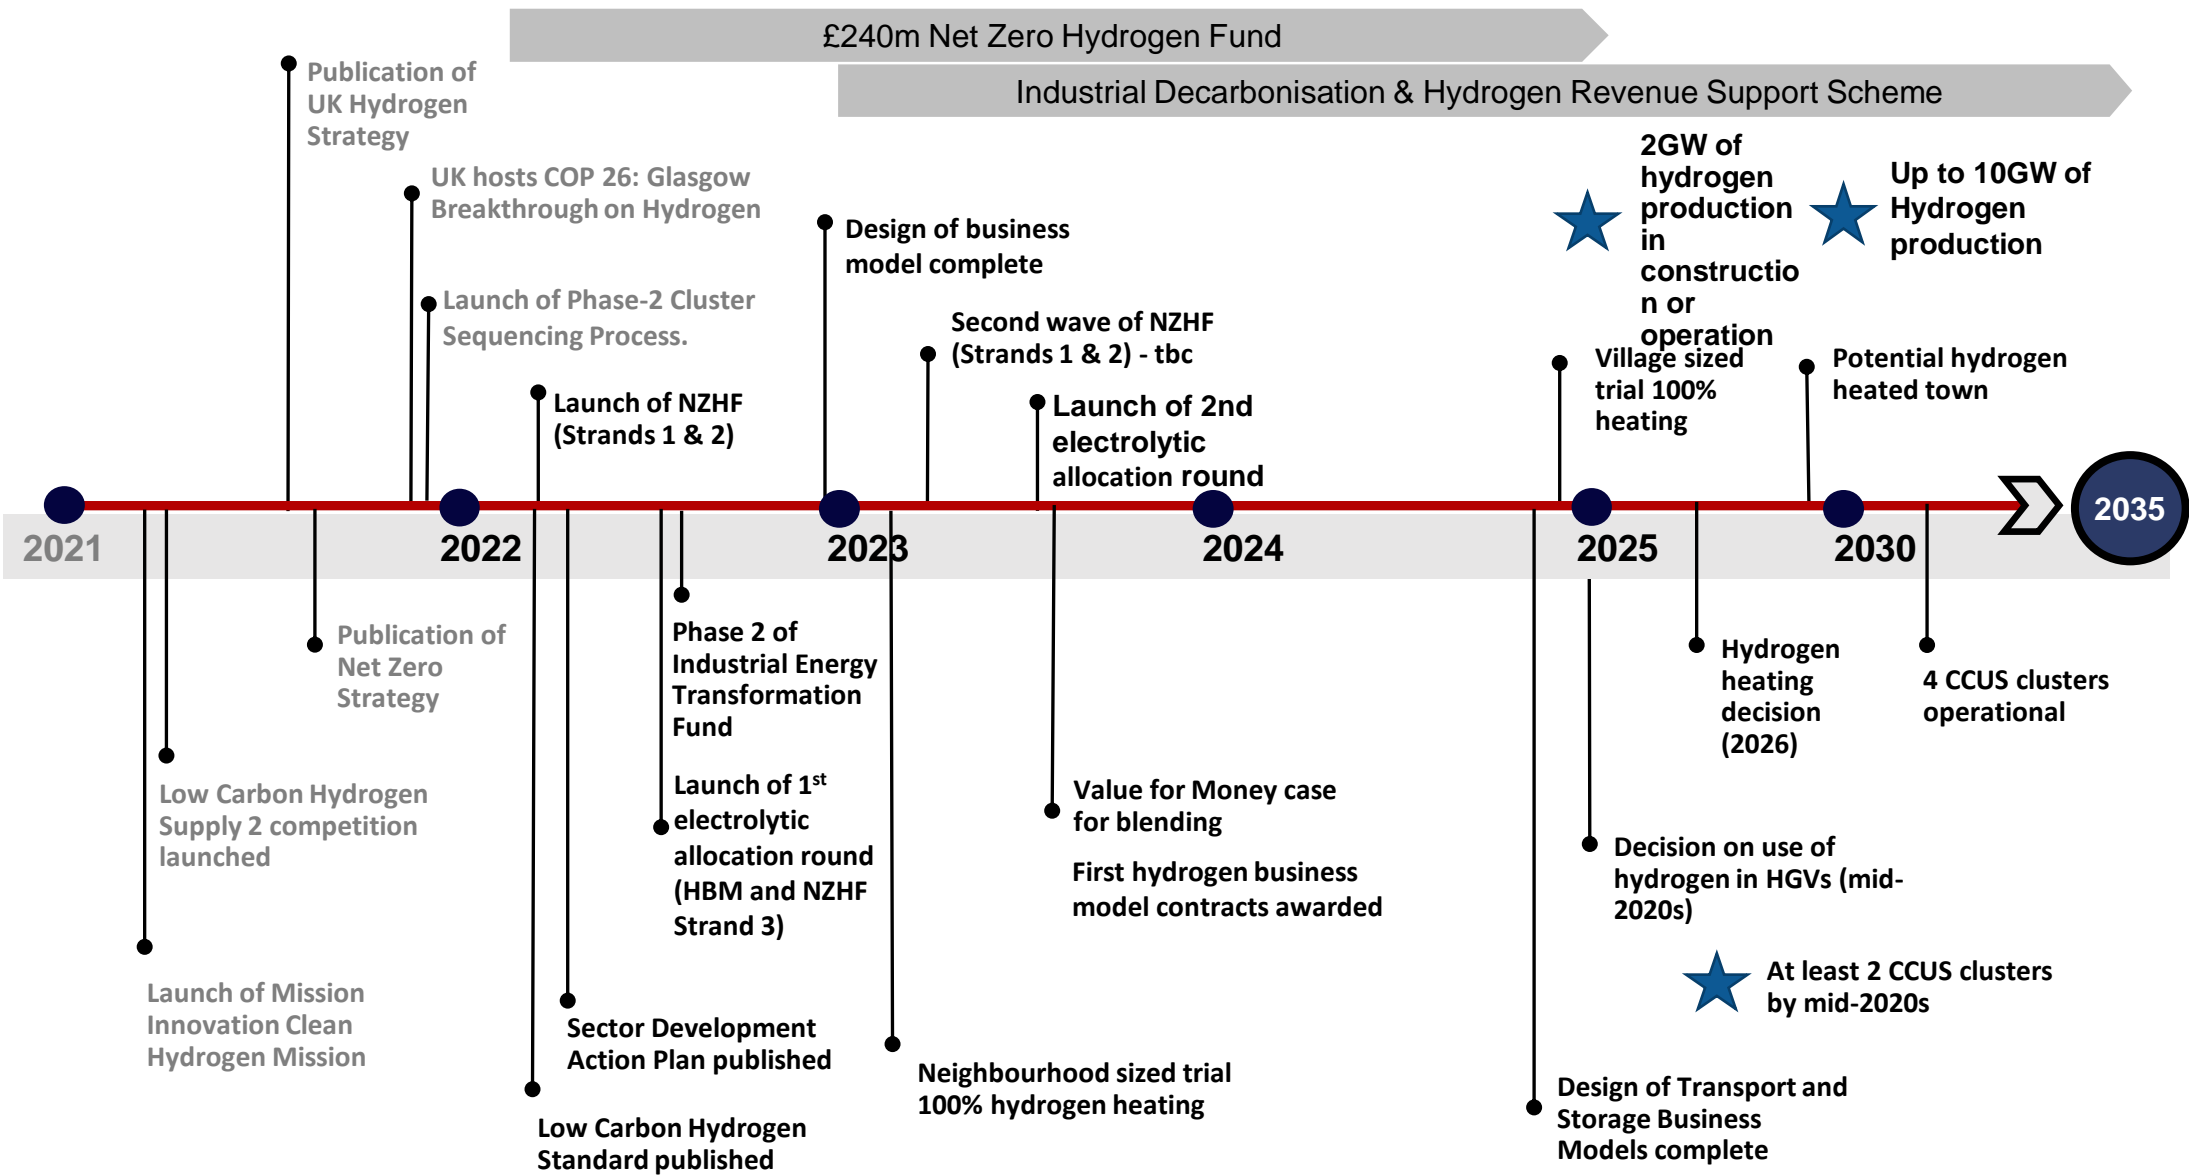 £240m Net Zero Hydrogen Fund
Industrial Decarbonisation & Hydrogen Revenue Support Scheme
Publication of
UK Hydrogen
Strategy
UK hosts COP 26: Glasgow
Breakthrough on Hydrogen
Launch of Phase-2 Cluster
Sequencing Process.
Launch of NZHF
(Strands 1 & 2)
Design of business
model complete
Second wave of NZHF
(Strands 1 & 2) - tbc
Launch of 2nd
electrolytic
allocation round
2GW of
hydrogen
production
in
constructio
n or
operation
Village sized
trial 100%
heating
Up to 10GW of
Hydrogen
production
Potential hydrogen
heated town
2021
2022
2023
2024
2025
2030
2035
Publication of
Net Zero
Strategy
Low Carbon Hydrogen
Supply 2 competition
launched
Launch of Mission
Innovation Clean
Hydrogen Mission
Phase 2 of
Industrial Energy
Transformation
Fund
Launch of 1st
electrolytic
allocation round
(HBM and NZHF
Strand 3)
Sector Development
Action Plan published
Low Carbon Hydrogen
Standard published
Neighbourhood sized trial
100% hydrogen heating
Value for Money case
for blending
First hydrogen business
model contracts awarded
Hydrogen
heating
decision
(2026)
4 CCUS clusters
operational
Decision on use of
hydrogen in HGVs (mid-
2020s)
At least 2 CCUS clusters
by mid-2020s
Design of Transport and
Storage Business
Models complete